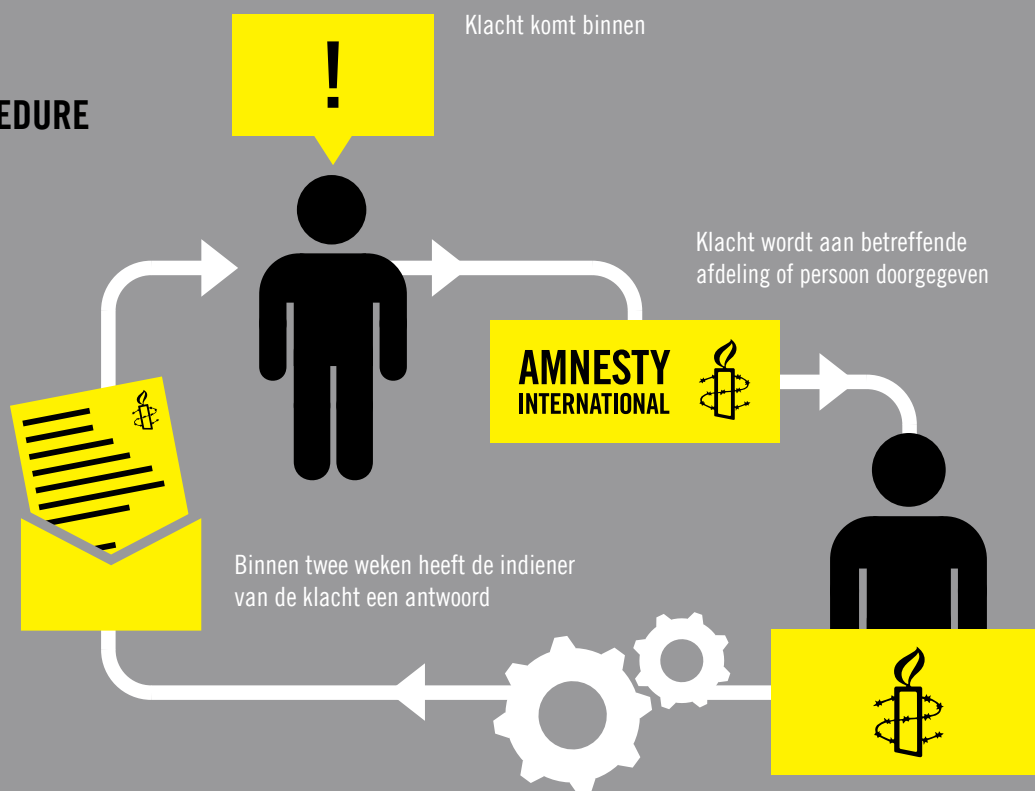 Klacht komt binnen
!
EDURE
Klacht wordt aan betreffende
afdeling of persoon doorgegeven
AMNESTY
INTERNATIONAL
Binnen twee weken heeft de indiener
van de klacht een antwoord